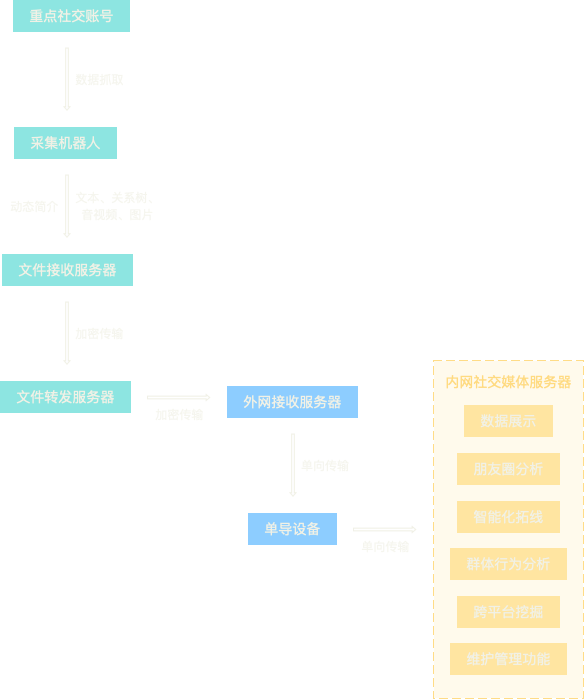 重点社交账号
数据抓取
采集机器人
动态简介
文本、关系树、
音视频、图片
文件接收服务器
加密传输
文件转发服务器
加密传输
外网接收服务器
单向传输
单导设备
单向传输
内网社交媒体服务器
数据展示
朋友圈分析
智能化拓线
群体行为分析
跨平台挖掘
维护管理功能